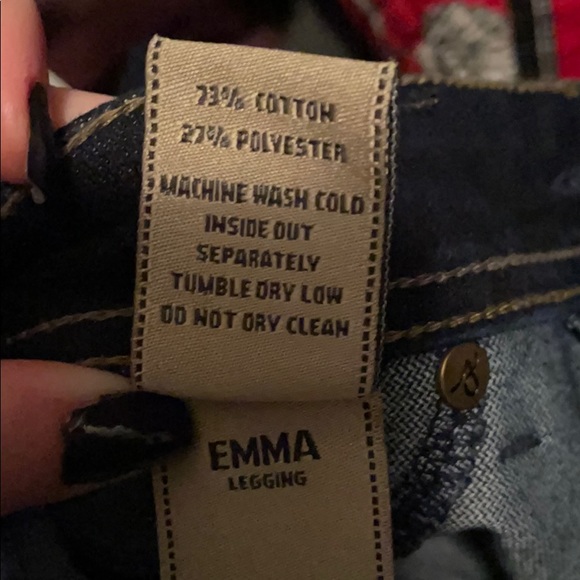 73% COTTON
27% POLYESTER
MACHINE WASH COLD
INSIDE OUT
SEPARATELY
TUMBLE DRY LOW
DO NOT DRY CLEAN
EMMA
LEGGING